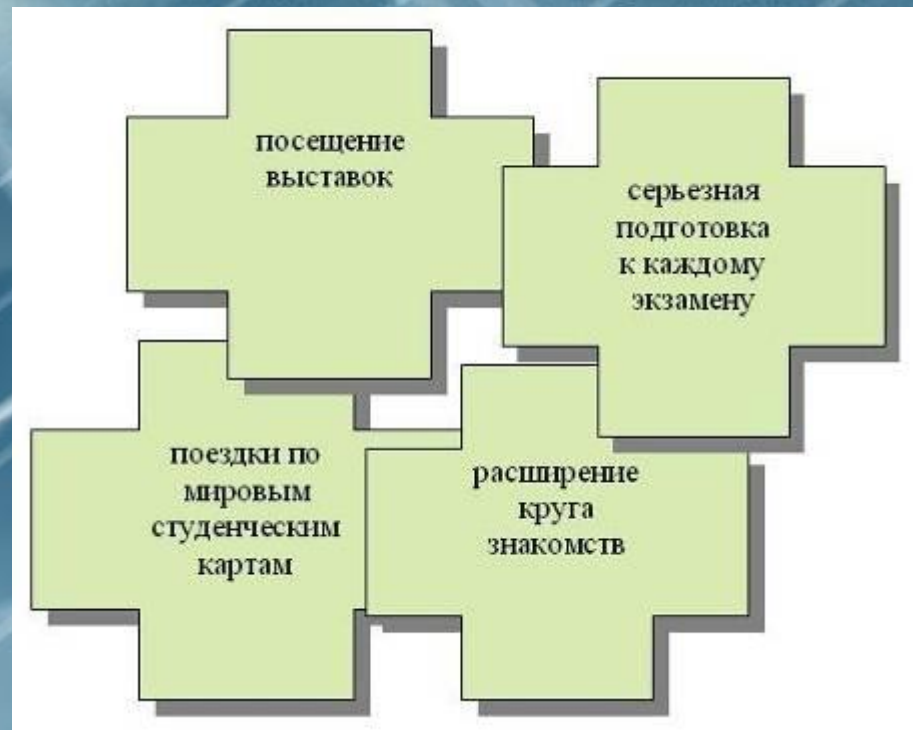 посещение
выставок
серьезная
подготовка
к каждому
экзамену
поездки по
мировым
студенческим
картам
расширение
круга
знакомств